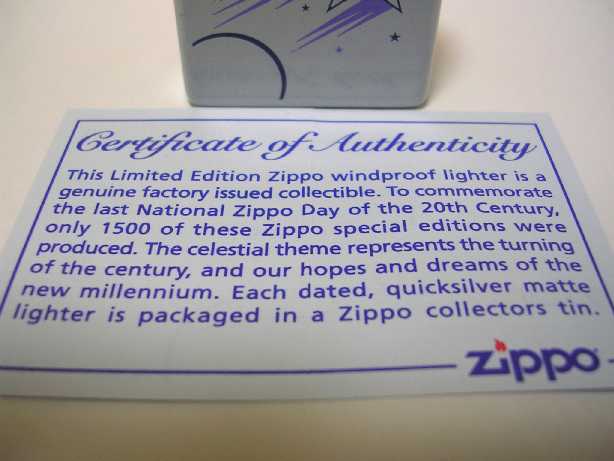 Certificate of Authenticity
This Limited Edition Zippo windproof lighter is a
genuine factory issued collectible. To commemorate
the last National Zippo Day of the 20th Century,
only 1500 of these Zippo special editions were
produced. The celestial theme represents the turning
of the century, and our hopes and dreams of the
new millennium. Each dated, quicksilver matte
lighter is packaged in a Zippo collectors tin.
zippo